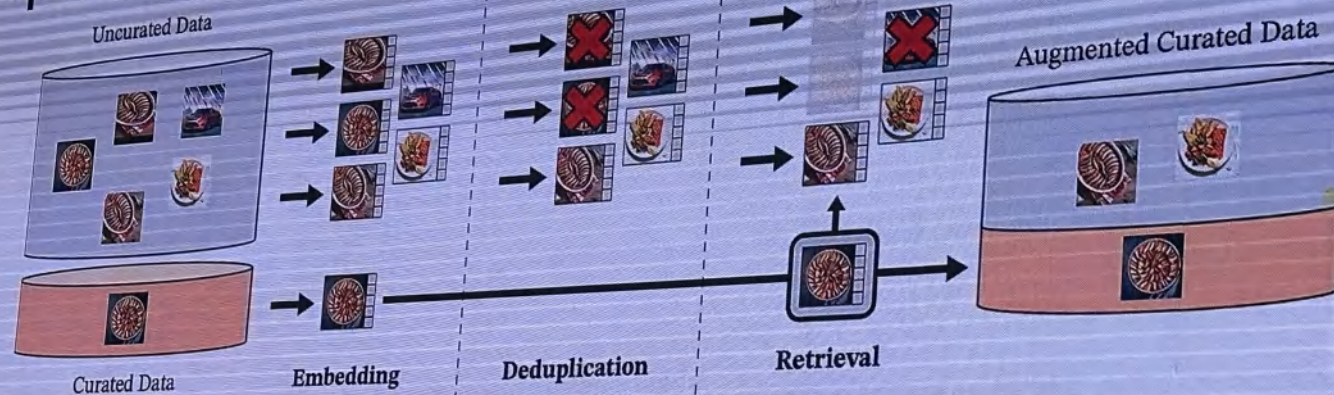 Uncurated Data
Augmented Curated Data
Curated Data
Embedding
Deduplication
Retrieval